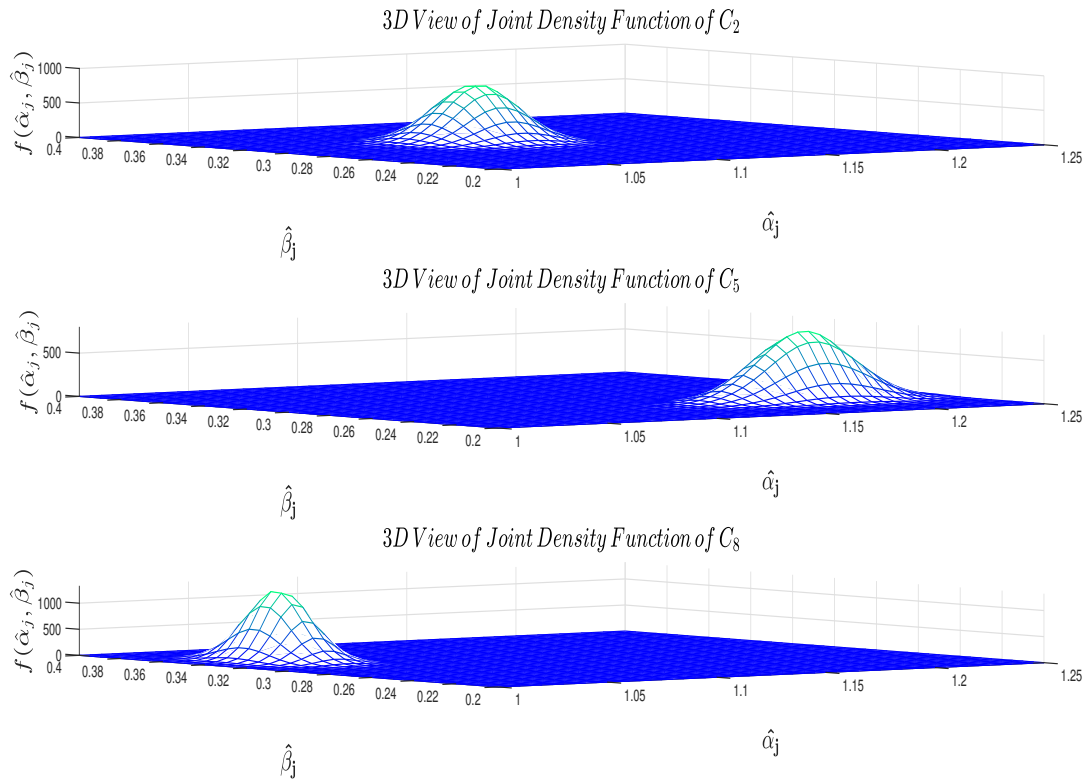 3D View of Joint Density Function of C₂
f(α̂ⱼ, β̂ⱼ)
1000
500
0
0.4 0.38 0.36 0.34 0.32 0.3 0.28 0.26 0.24 0.22 0.2
1 1.05 1.1 1.15 1.2 1.25
β̂ⱼ
α̂ⱼ
3D View of Joint Density Function of C₅
f(α̂ⱼ, β̂ⱼ)
500
0
0.4 0.38 0.36 0.34 0.32 0.3 0.28 0.26 0.24 0.22 0.2
1 1.05 1.1 1.15 1.2 1.25
β̂ⱼ
α̂ⱼ
3D View of Joint Density Function of C₈
f(α̂ⱼ, β̂ⱼ)
1000
500
0
0.4 0.38 0.36 0.34 0.32 0.3 0.28 0.26 0.24 0.22 0.2
1 1.05 1.1 1.15 1.2 1.25
β̂ⱼ
α̂ⱼ